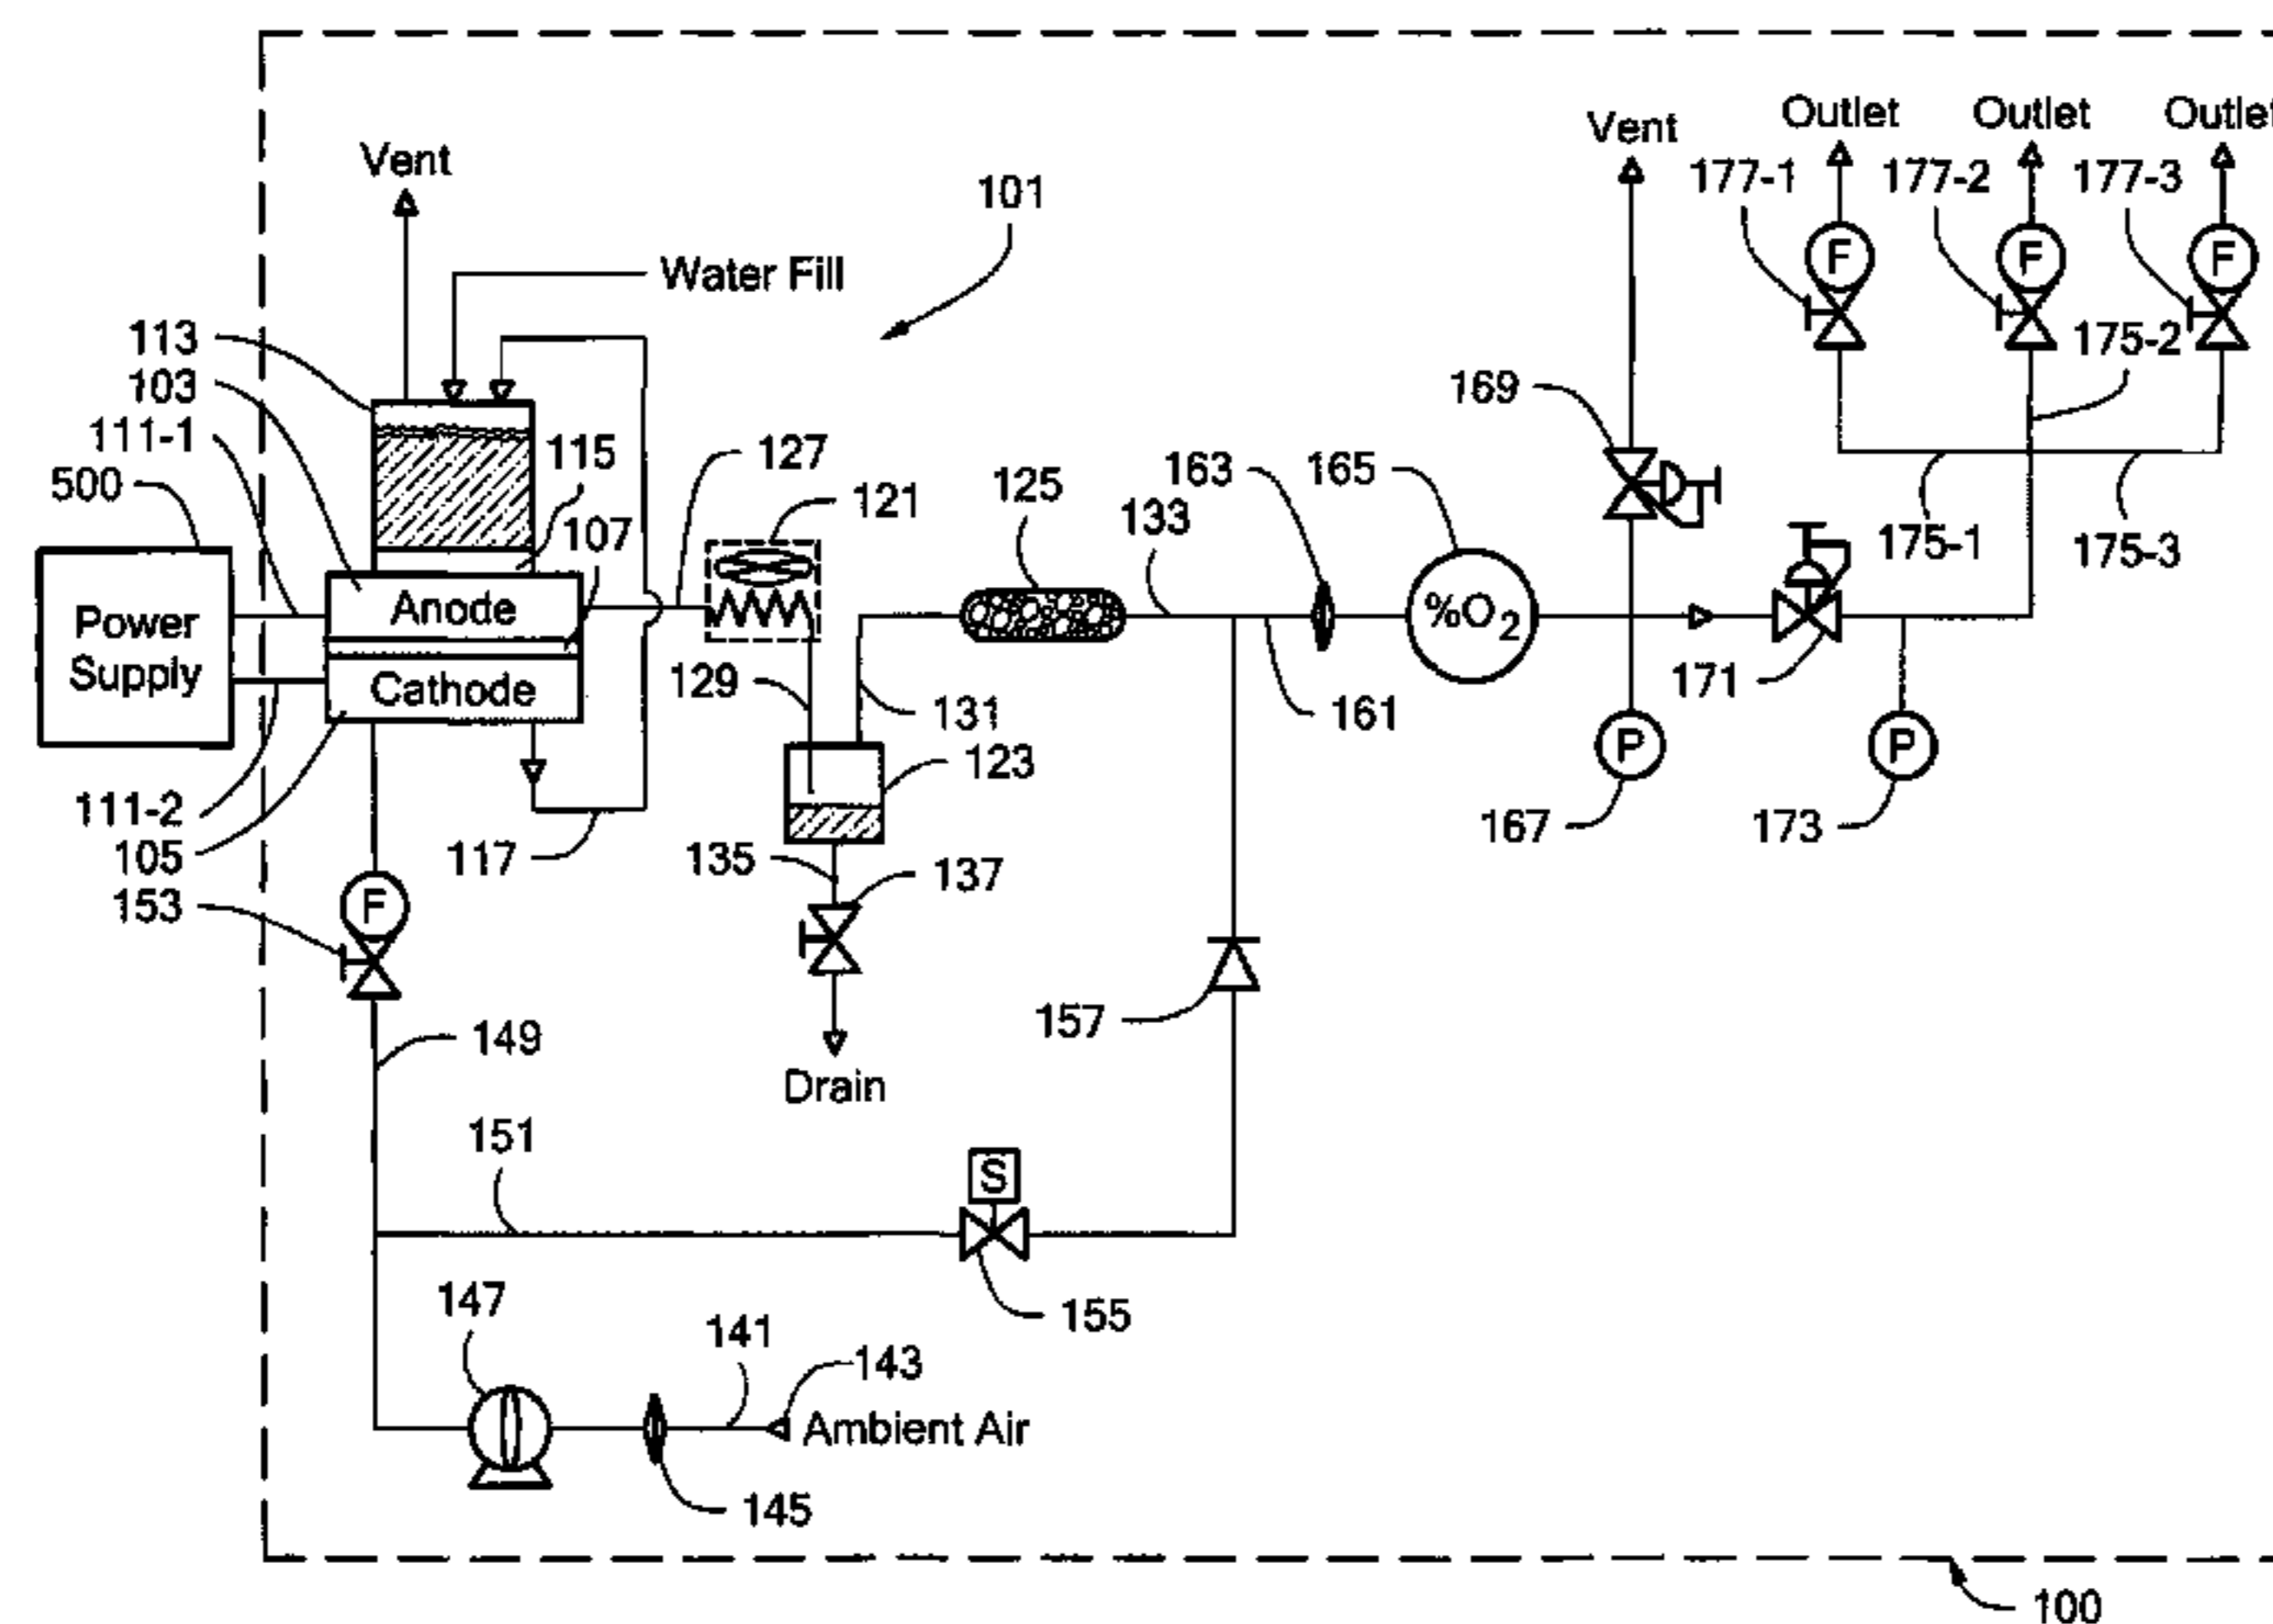 Outlet Outlet Outlet
Vent
Vent
177-1 177-2 177-3
101
F F F
Water Fill
113
175-2
103
169
111-1
115 127 163 165
500
121 125 133
107
175-1 175-3
Power
Supply
Anode
%O2
Cathode
129 131 161 171
P P
123
111-2
105 117 135 137 167 173
153
F
149 157
Drain
151
S
147 141 155
143
Ambient Air
145
100